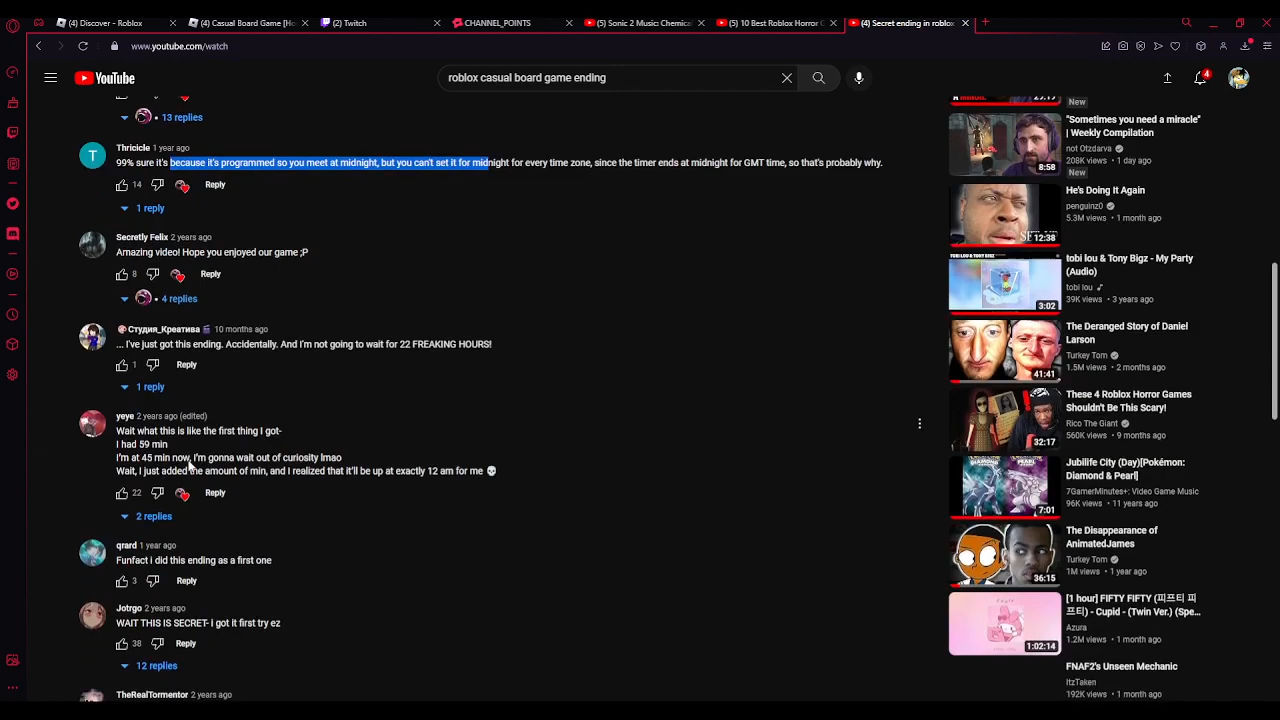 (4) Discover - Roblox
(4) Casual Board Game [Ho
(2) Twitch
CHANNEL_POINTS
(5) Sonic 2 Music: Chemical
(5) 10 Best Roblox Horror G
(4) Secret ending in roblox
www.youtube.com/watch
YouTube
roblox casual board game ending
4
13 replies
T
Thricicle 1 year ago
99% sure it's because it's programmed so you meet at midnight, but you can't set it for midnight for every time zone, since the timer ends at midnight for GMT time, so that's probably why.
14 Reply
1 reply
Secretly Felix 2 years ago
Amazing video! Hope you enjoyed our game ;P
8 Reply
4 replies
Студия_Креатива 10 months ago
... I've just got this ending. Accidentally. And I'm not going to wait for 22 FREAKING HOURS!
1 Reply
1 reply
yeye 2 years ago (edited)
Wait what this is like the first thing I got-
I had 59 min
I'm at 45 min now, I'm gonna wait out of curiosity lmao
Wait, I just added the amount of min, and I realized that it'll be up at exactly 12 am for me 💀
22 Reply
2 replies
qrard 1 year ago
Funfact i did this ending as a first one
3 Reply
Jotrgo 2 years ago
WAIT THIS IS SECRET- i got it first try ez
38 Reply
12 replies
TheRealTormentor 2 years ago
29:19
New
"Sometimes you need a miracle"
| Weekly Compilation
not Otzdarva
208K views • 1 day ago
New
8:58
He's Doing It Again
penguinz0
5.3M views • 1 month ago
12:38
tobi lou & Tony Bigz - My Party
(Audio)
tobi lou
39K views • 3 years ago
3:02
The Deranged Story of Daniel
Larson
Turkey Tom
1.5M views • 2 months ago
41:41
These 4 Roblox Horror Games
Shouldn't Be This Scary!
Rico The Giant
560K views • 9 months ago
32:17
Jubilife City (Day)[Pokémon:
Diamond & Pearl]
7GamerMinutes+: Video Game Music
96K views • 11 years ago
7:01
The Disappearance of
AnimatedJames
Turkey Tom
1M views • 1 year ago
36:15
[1 hour] FIFTY FIFTY (피프티 피
프티) - Cupid - (Twin Ver.) (Spe...
Azura
1.2M views • 1 month ago
1:02:14
FNAF2's Unseen Mechanic
ItzTaken
192K views • 1 month ago